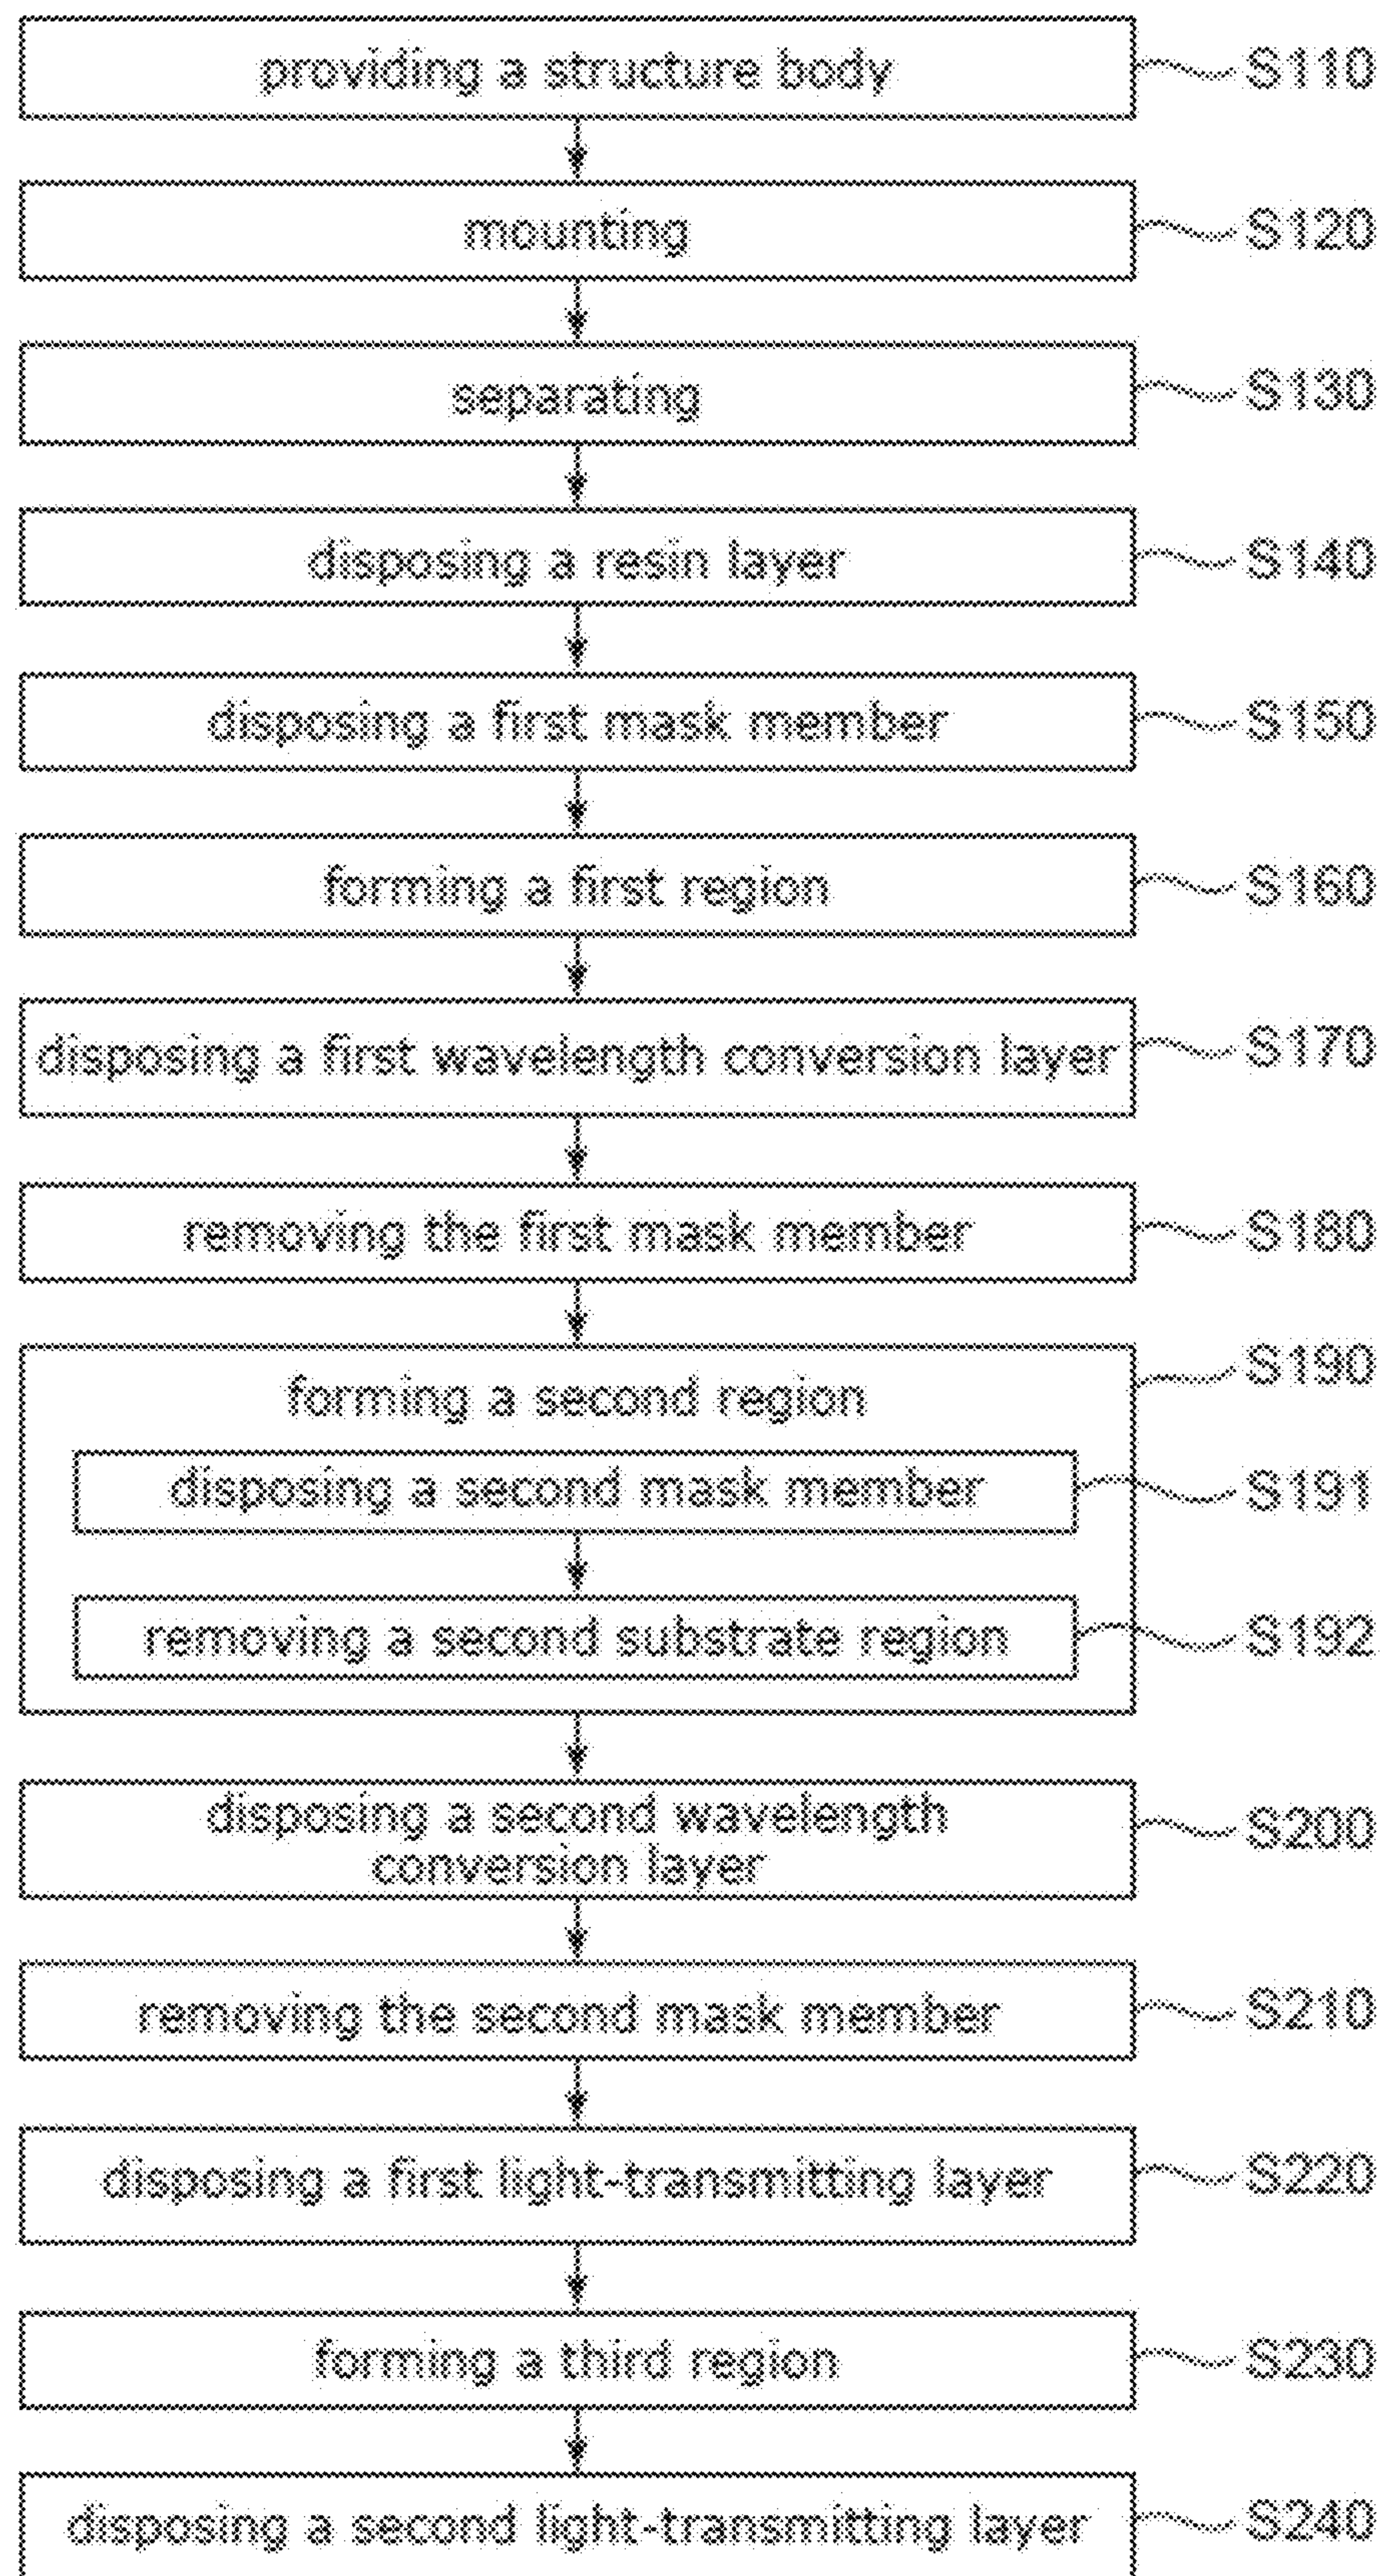 providing a structure body S110
mounting S120
separating S130
disposing a resin layer S140
disposing a first mask member S150
forming a first region S160
disposing a first wavelength conversion layer S170
removing the first mask member S180
forming a second region S190
disposing a second mask member S191
removing a second substrate region S192
disposing a second wavelength
conversion layer S200
removing the second mask member S210
disposing a first light-transmitting layer S220
forming a third region S230
disposing a second light-transmitting layer S240